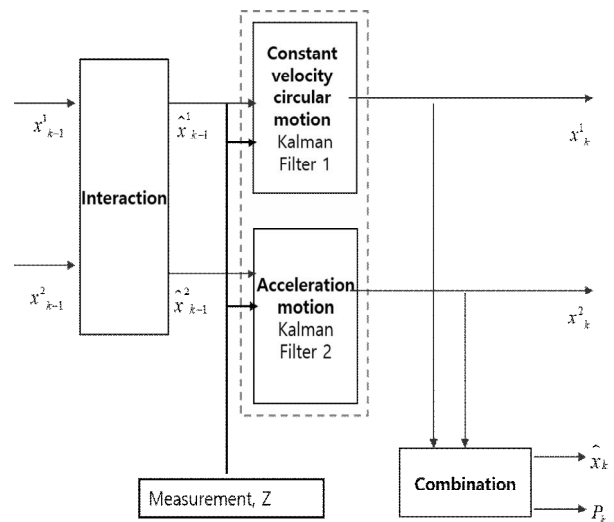 Constant
velocity
circular
motion
Kalman
Filter 1
x¹ₖ₋₁
x̂¹ₖ₋₁
x¹ₖ
Interaction
x²ₖ₋₁
x̂²ₖ₋₁
Acceleration
motion
Kalman
Filter 2
x²ₖ
Combination
x̂ₖ
Pₖ
Measurement, Z